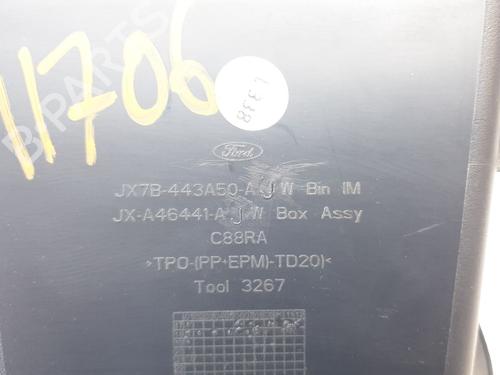 11706
L338
Ford
JX7B-443A50-AJW Bin IM
JX-A46441-AJW Box Assy
C88RA
>TPO-(PP+EPM)-TD20)<
Tool 3267
B-PARTS